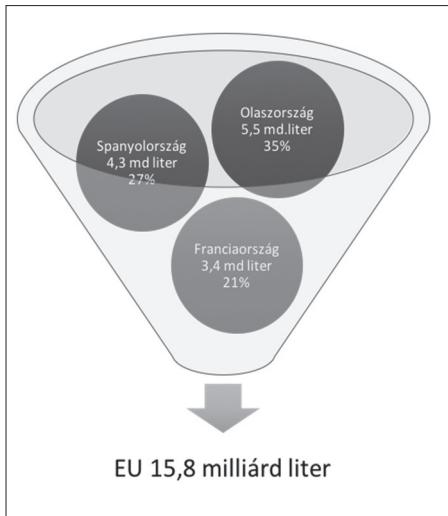 Olaszország
5,5 md.liter
35%
Spanyolország
4,3 md liter
27%
Franciaország
3,4 md liter
21%
EU 15,8 milliárd liter